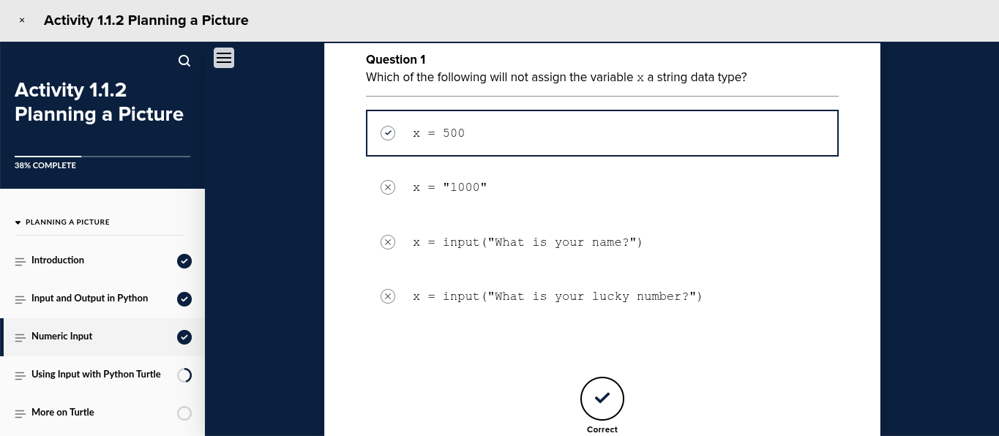 × Activity 1.1.2 Planning a Picture
Activity 1.1.2
Planning a Picture
38% COMPLETE
PLANNING A PICTURE
Introduction
Input and Output in Python
Numeric Input
Using Input with Python Turtle
More on Turtle
Question 1
Which of the following will not assign the variable x a string data type?
x = 500
x = "1000"
x = input("What is your name?")
x = input("What is your lucky number?")
Correct